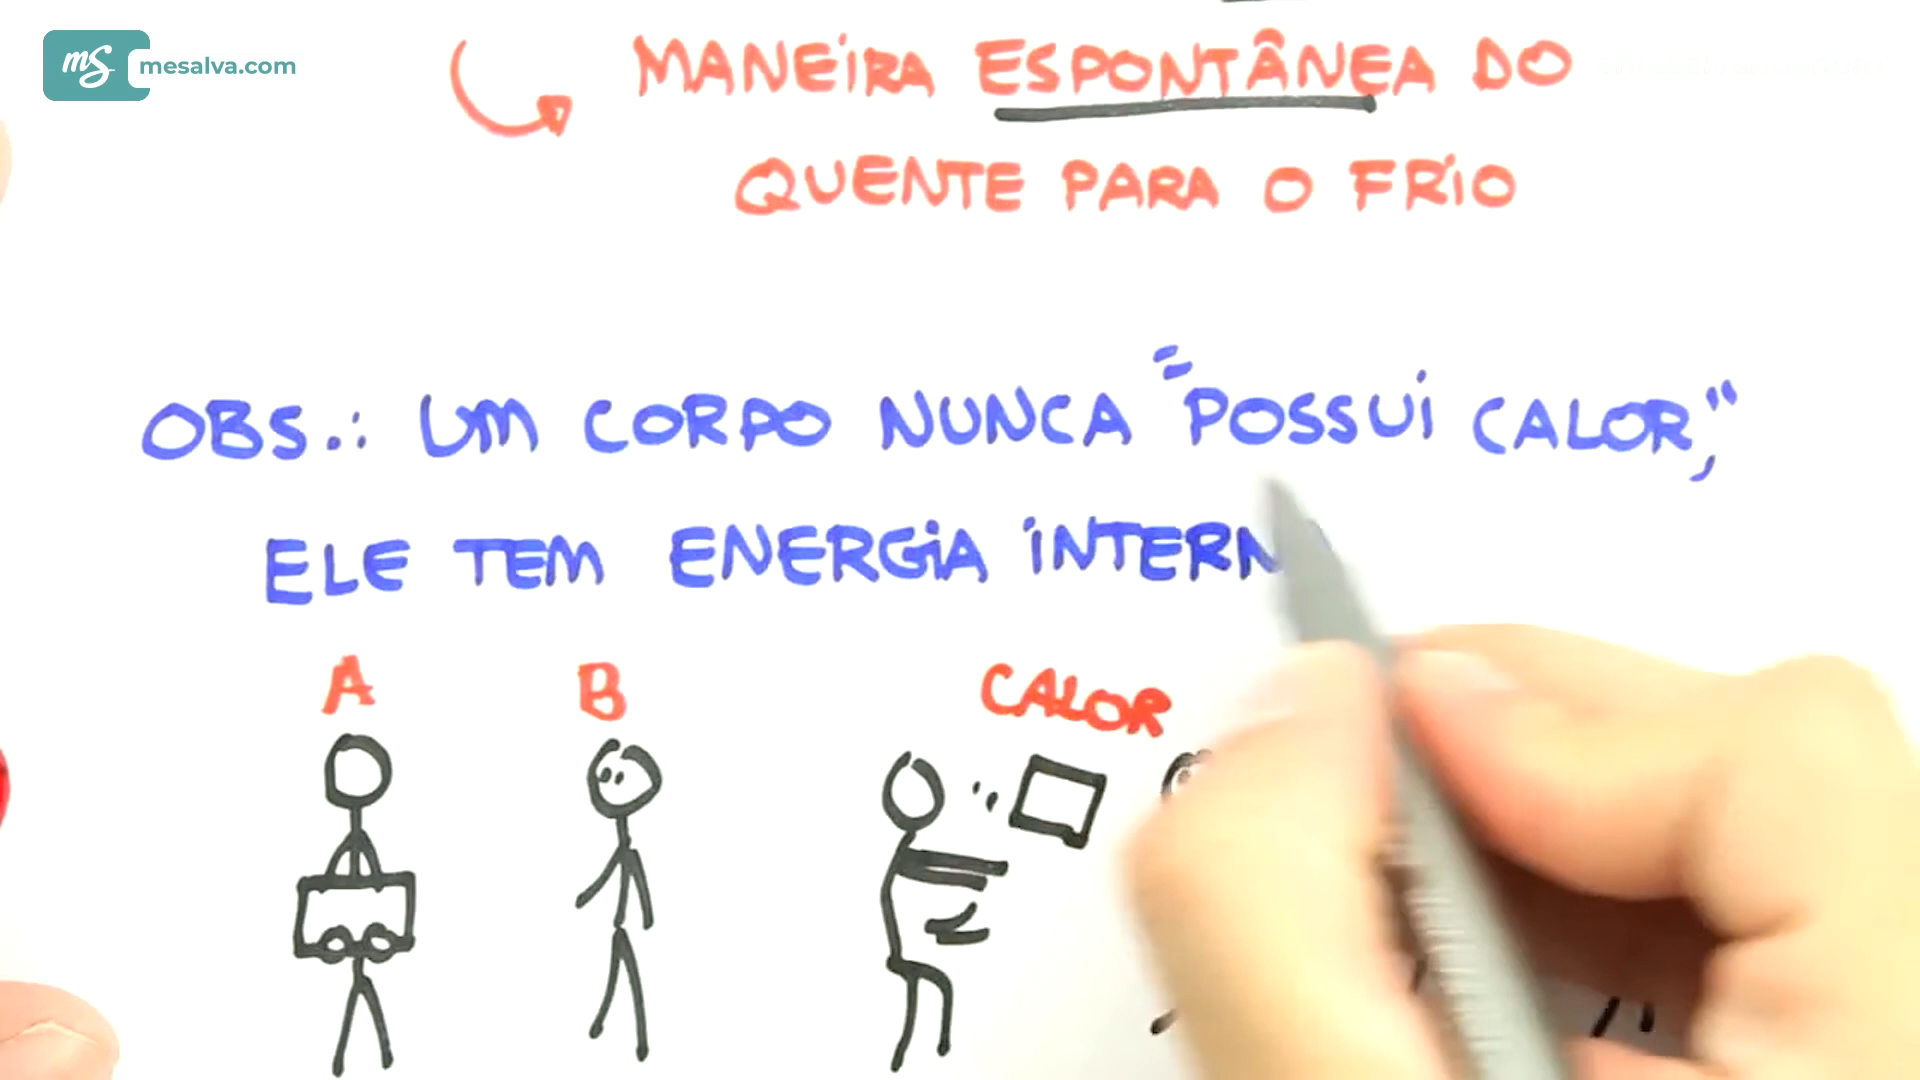 mS mesalva.com
MANEIRA ESPONTÂNEA DO
QUENTE PARA O FRIO
OBS.: UM CORPO NUNCA "POSSUI CALOR,"
ELE TEM ENERGIA INTERN
A B CALOR